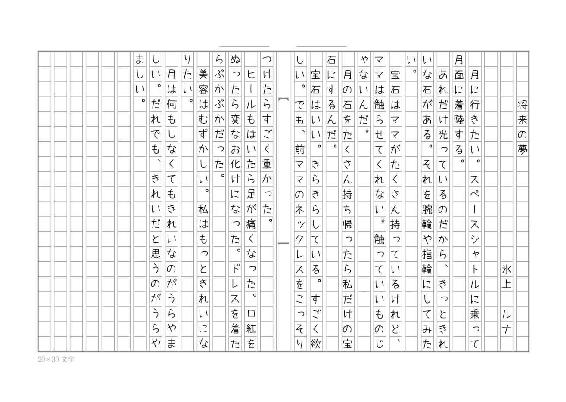 将来の夢
氷上　ルナ
月に行きたい。スペースシャトルに乗って
月面に着陸する。
あれだけ光っているのだから、きっときれ
いな石がある。それを腕輪や指輪にしてみた
い。
宝石はママがたくさん持っているけれど、
ママは触らせてくれない。触っていいものじ
ゃないんだ。
月の石をたくさん持ち帰ったら私だけの宝
石にするんだ。
宝石はいい。きらきらしている。すごく欲
しい。でも、前ママのネックレスをこっそり
つけたらすごく重かった。
ヒールもはいたら足が痛くなった、口紅を
ぬったら変なお化けになった。ドレスを着た
らぶかぶかだった。
美容はむずかしい。私はもっときれいにな
りたい。
月は何もしなくてもきれいなのがうらやま
しい。だれでも、きれいだと思うのがうらや
ましい。
20×20 文字